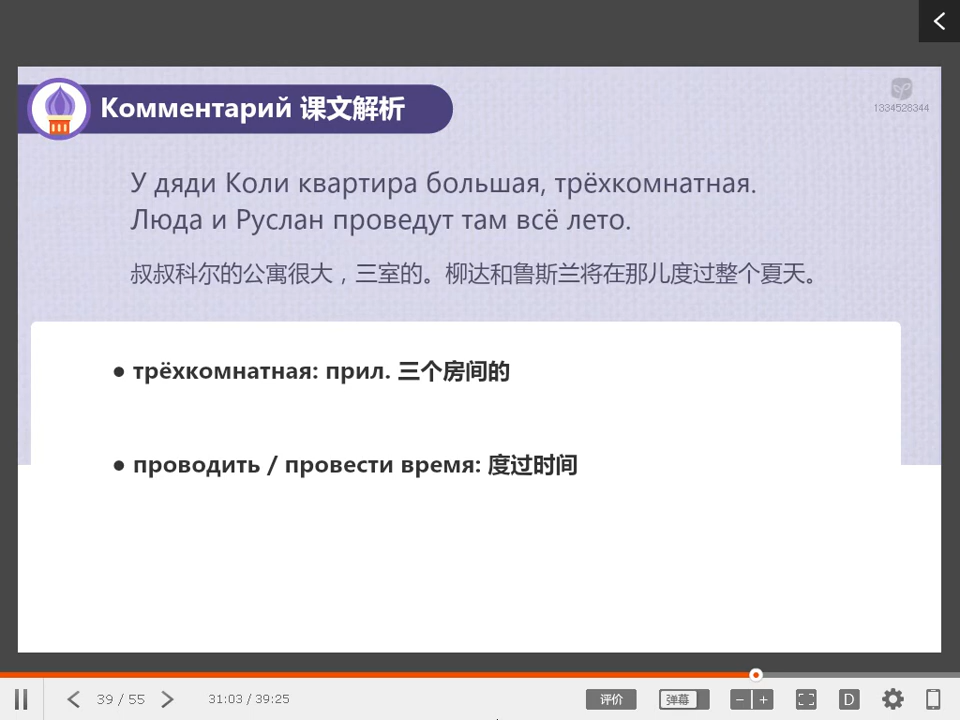 Комментарий 课文解析
1334528344
У дяди Коли квартира большая, трёхкомнатная.
Люда и Руслан проведут там всё лето.
叔叔科尔的公寓很大，三室的。柳达和鲁斯兰将在那儿度过整个夏天。
● трёхкомнатная: прил. 三个房间的
● проводить / провести время: 度过时间
39 / 55
31:03 / 39:25
评价
弹幕
D